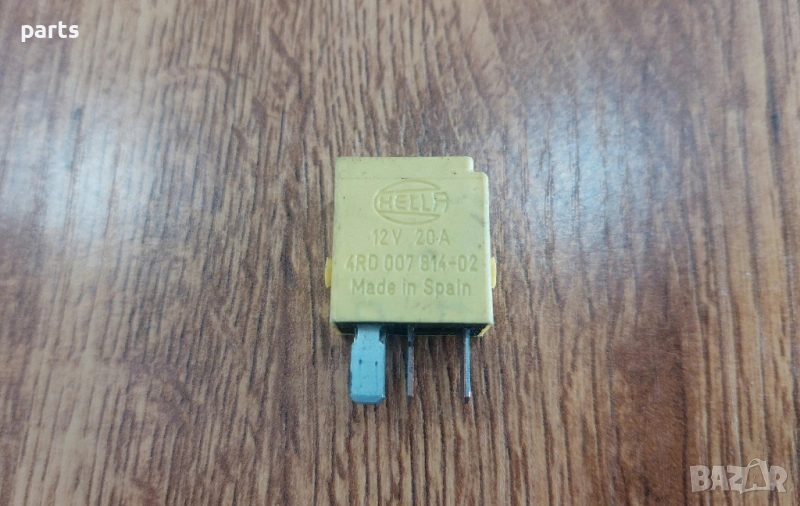 parts
HELLA
12V 20A
4RD 007 814-02
Made in Spain
BAZAR